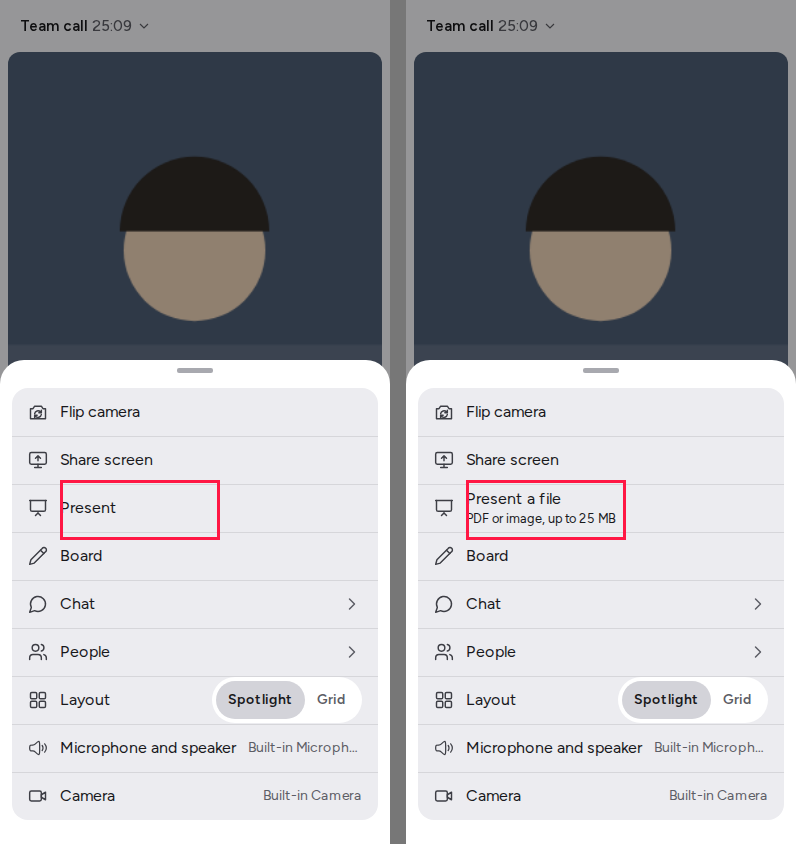 Team call 25:09
Flip camera
Share screen
Present
Board
Chat
People
Layout Spotlight Grid
Microphone and speaker Built-in Microph...
Camera Built-in Camera
Team call 25:09
Flip camera
Share screen
Present a file
PDF or image, up to 25 MB
Board
Chat
People
Layout Spotlight Grid
Microphone and speaker Built-in Microph...
Camera Built-in Camera